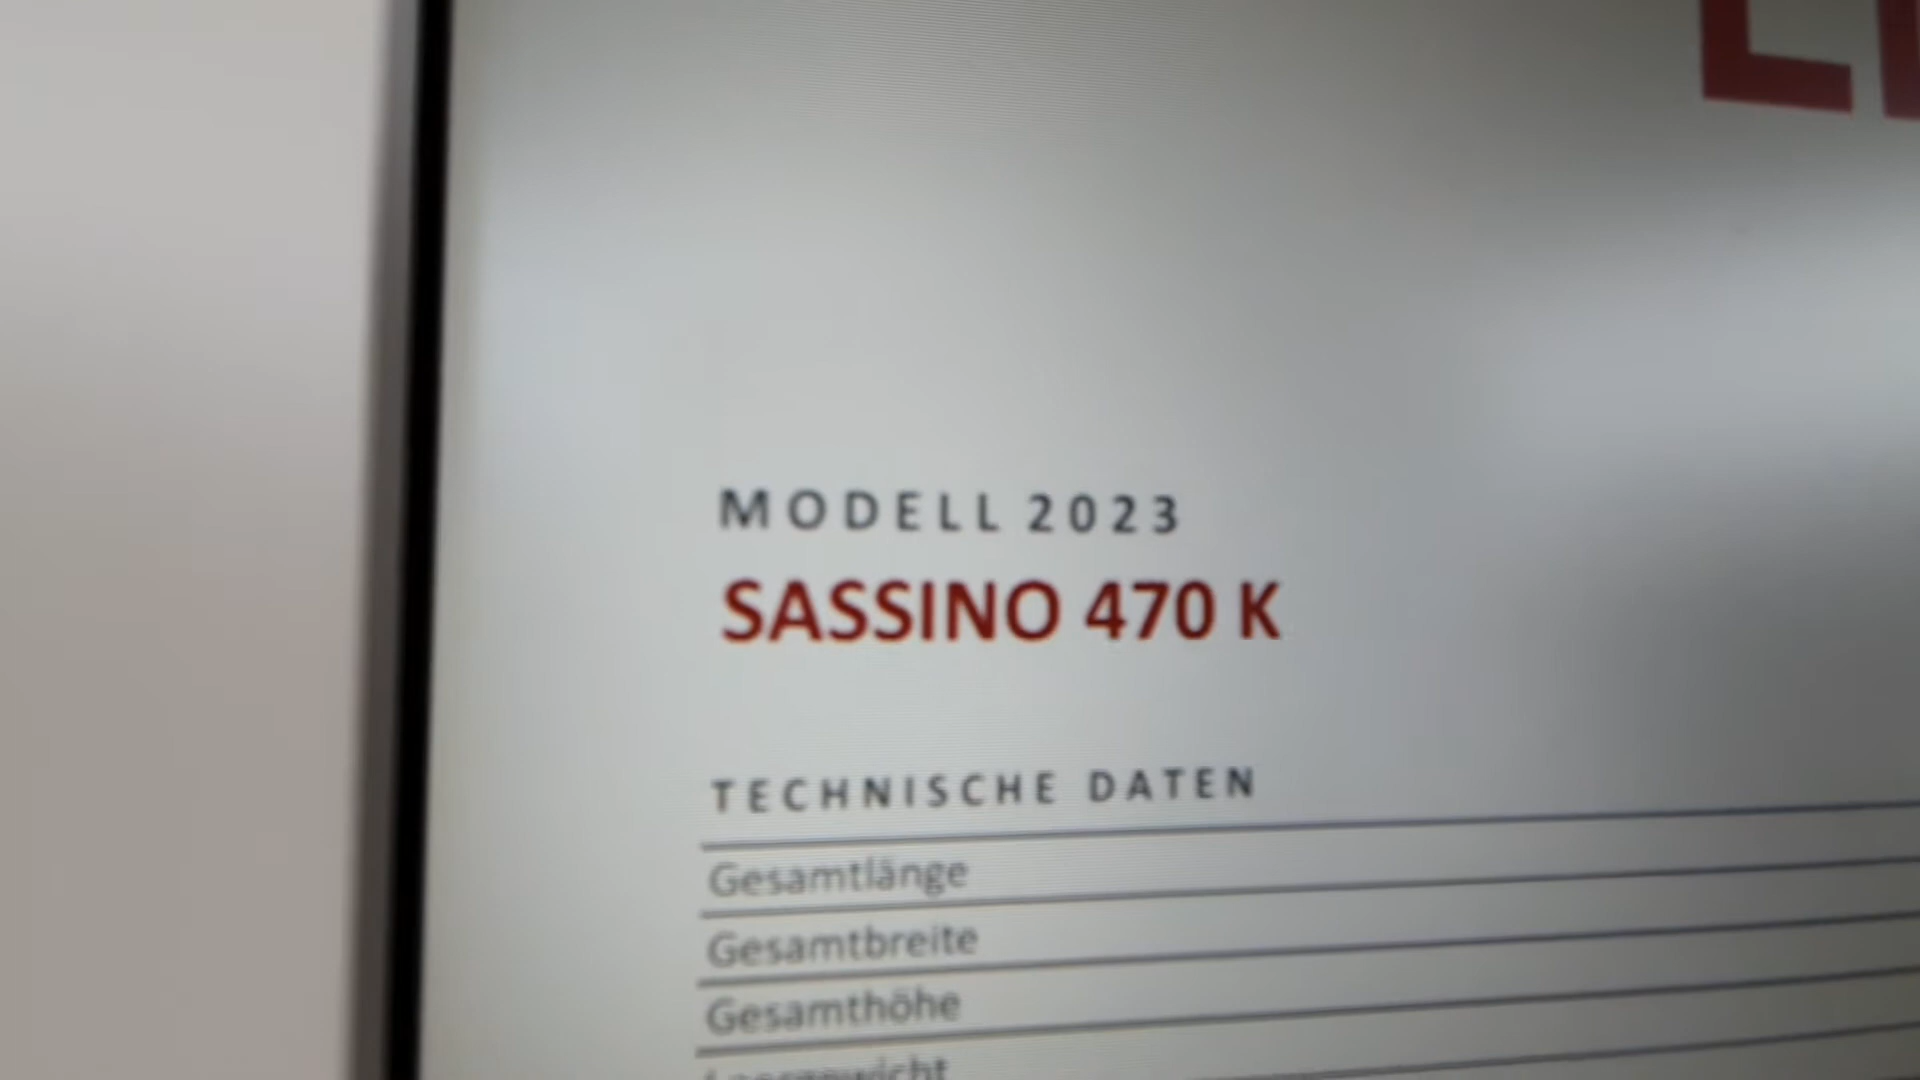 MODELL 2023
SASSINO 470 K
TECHNISCHE DATEN
Gesamtlänge
Gesamtbreite
Gesamthöhe